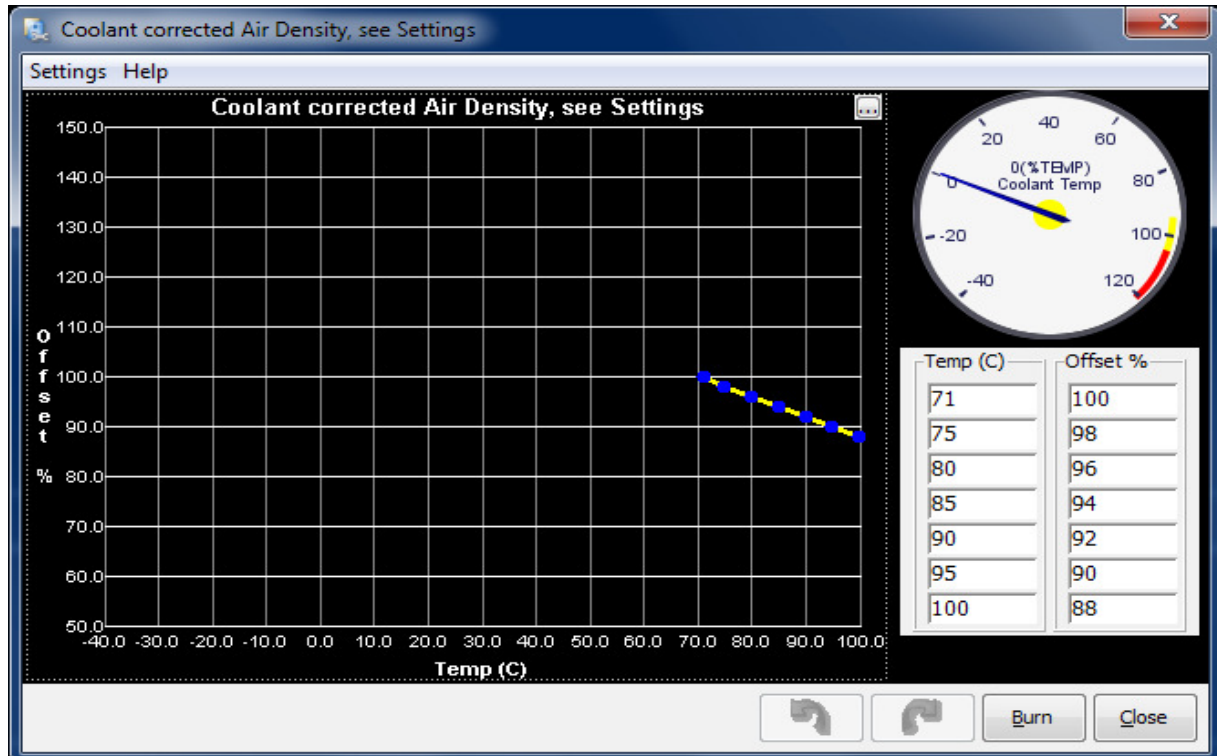 Coolant corrected Air Density, see Settings
X
Settings Help
Coolant corrected Air Density, see Settings
...
150.0
140.0
130.0
120.0
110.0
100.0
90.0
80.0
70.0
60.0
50.0
Offset %
-40.0 -30.0 -20.0 -10.0 0.0 10.0 20.0 30.0 40.0 50.0 60.0 70.0 80.0 90.0 100.0
Temp (C)
-40 -20 0 20 40 60 80 100 120
0(%TEMP)
Coolant Temp
Temp (C) Offset %
71 100
75 98
80 96
85 94
90 92
95 90
100 88
Burn Close